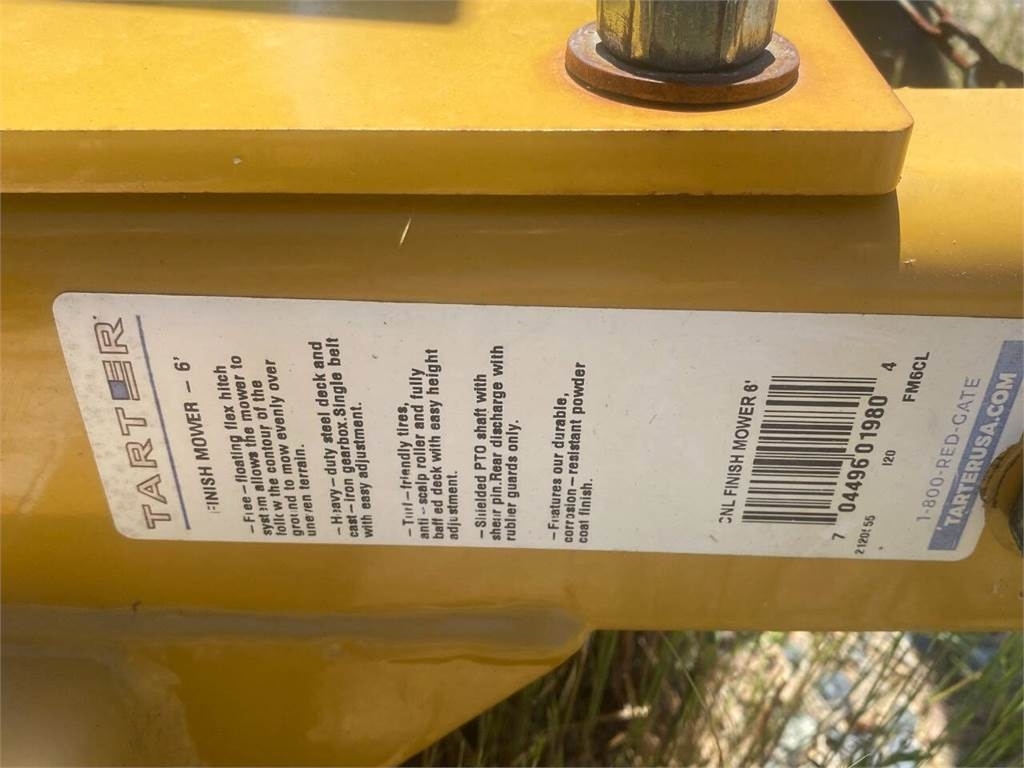 TARTER
FINISH MOWER – 6'
– Free – floating flex hitch
system allows the mower to
follow the contour of the
ground to mow evenly over
uneven terrain.
– Heavy – duty steel deck and
cast – iron gearbox. Single belt
with easy adjustment.
– Turf – friendly tires,
anti – scalp roller and fully
baffled deck with easy height
adjustment.
– Shielded PTO shaft with
shear pin. Rear discharge with
rubber guards only.
– Features our durable,
corrosion – resistant powder
coat finish.
CNL FINISH MOWER 6'
7 04496 01980 4
120
FM6CL
1-800-RED-GATE
TARTERUSA.COM